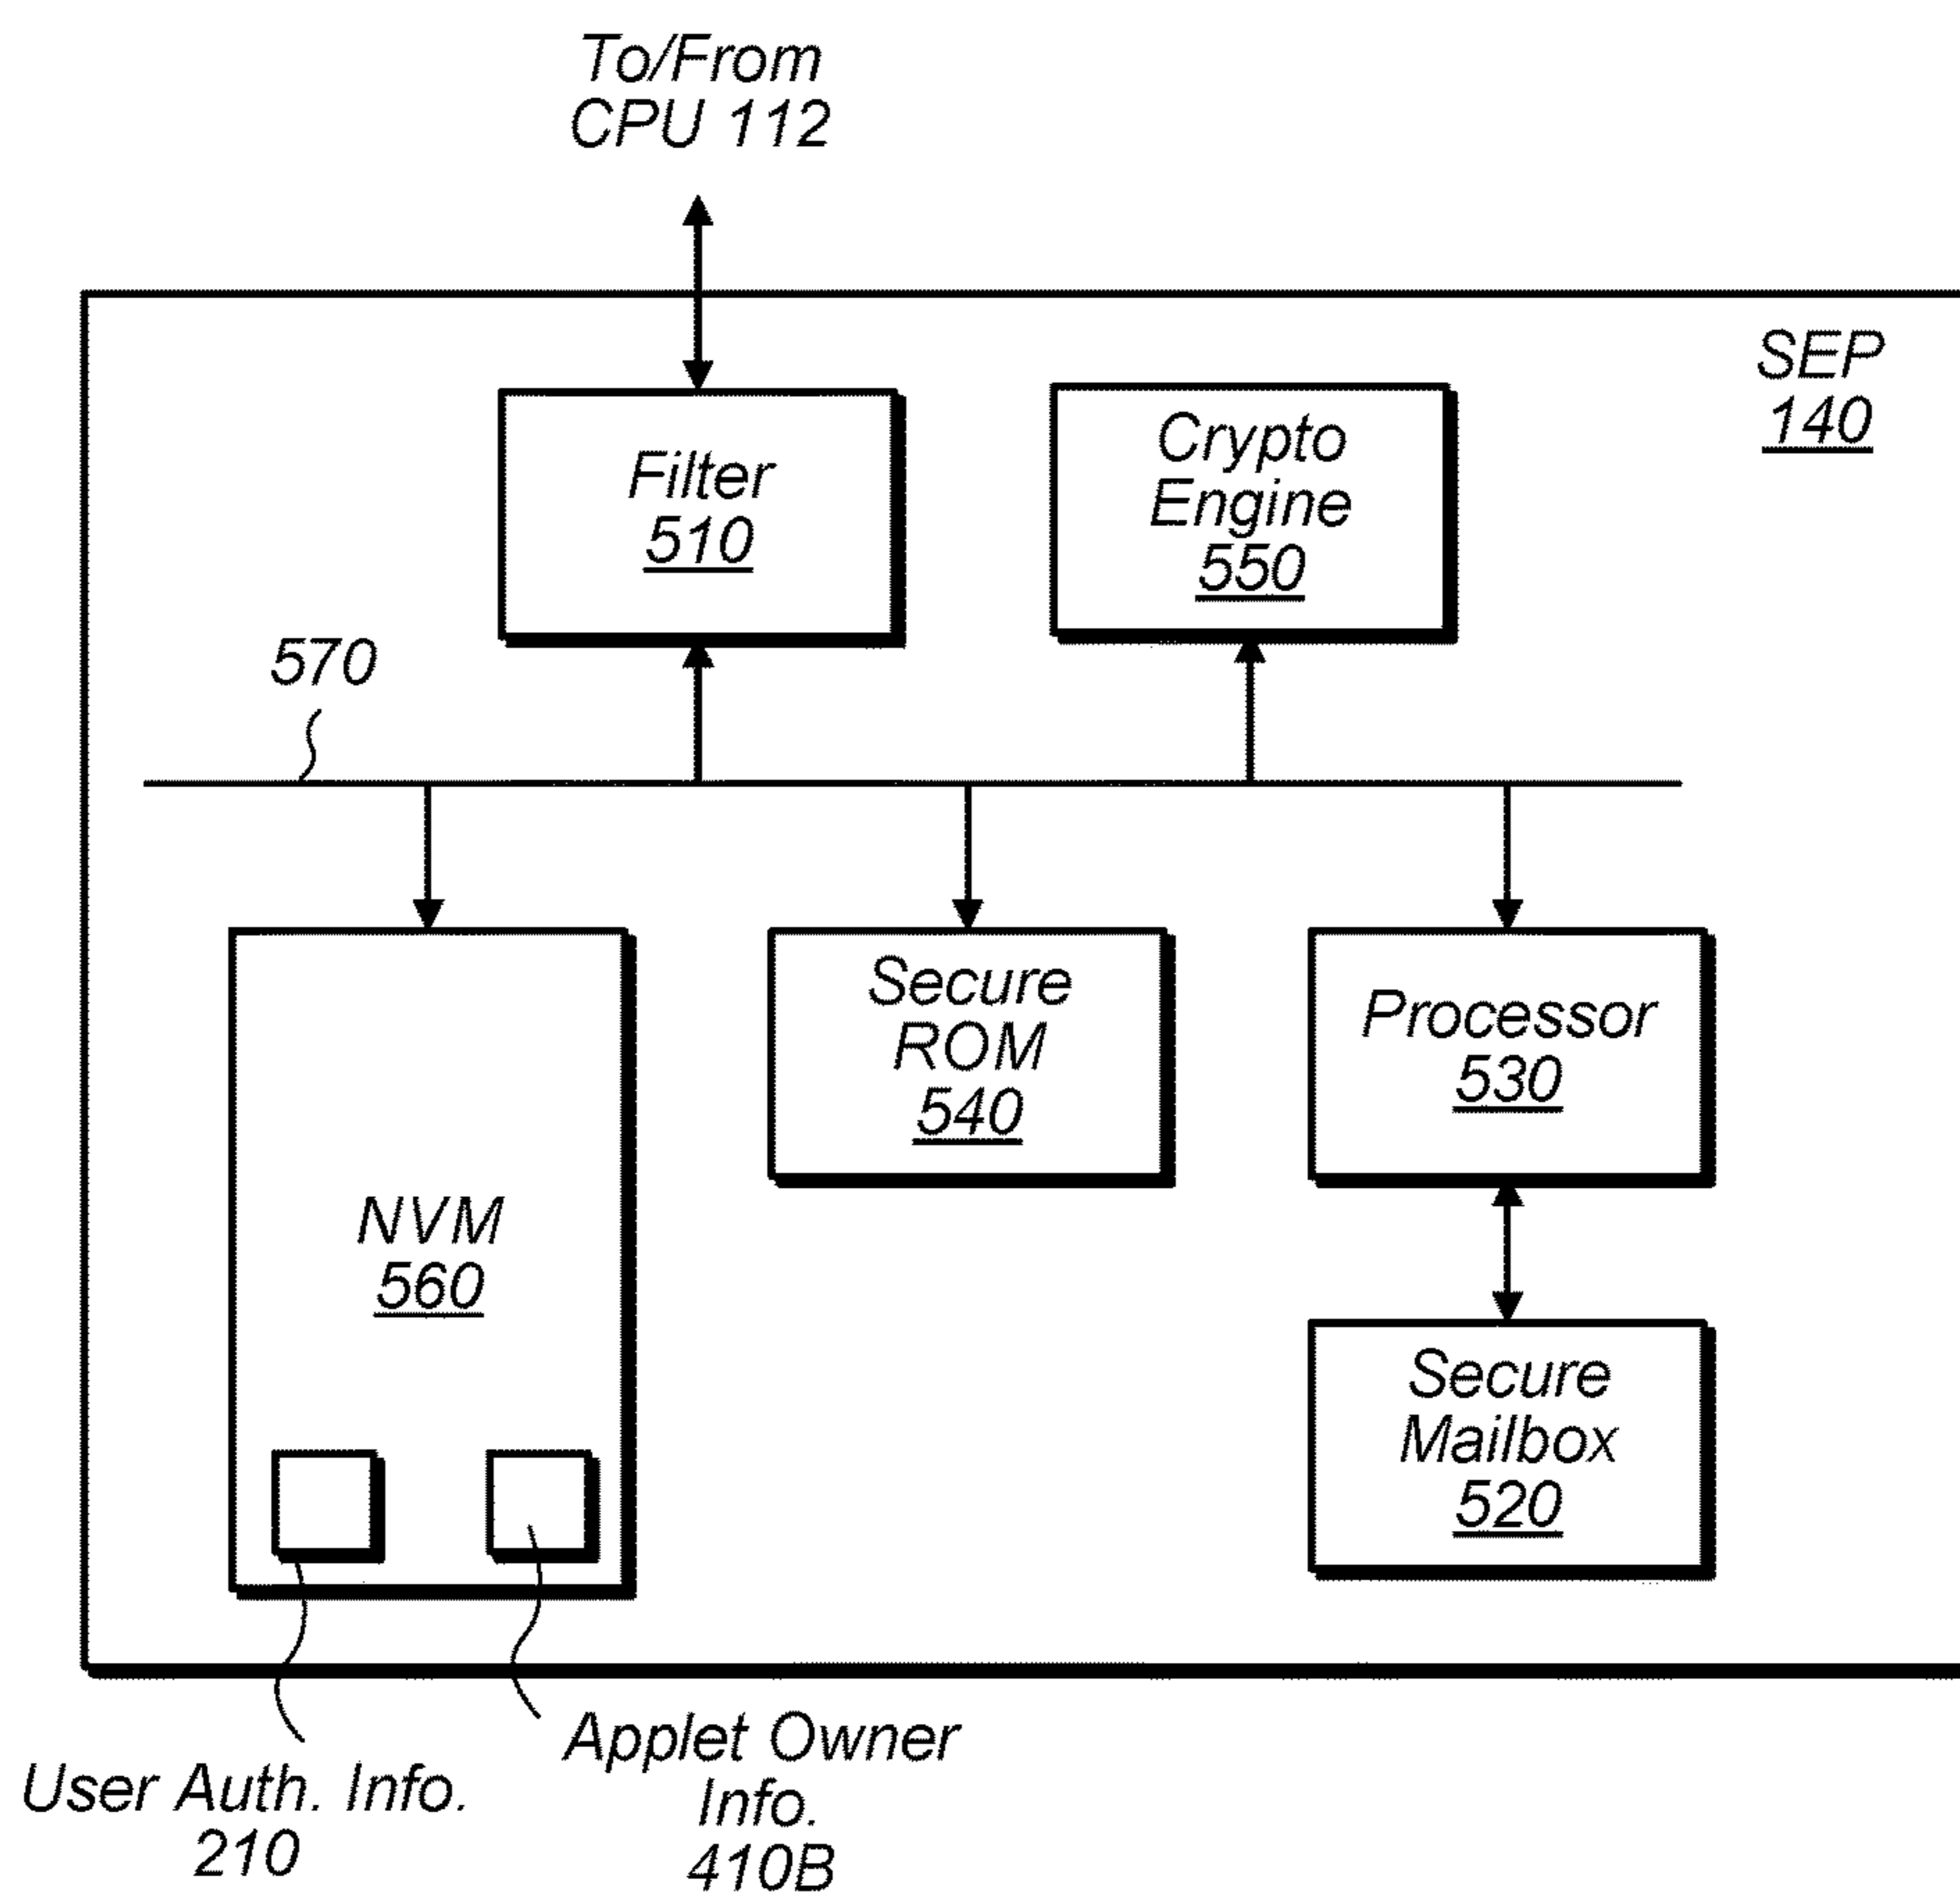 To/From
CPU 112
SEP
140
Filter
510
Crypto
Engine
550
570
Secure
ROM
540
Processor
530
NVM
560
Secure
Mailbox
520
Applet Owner
Info.
410B
User Auth. Info.
210